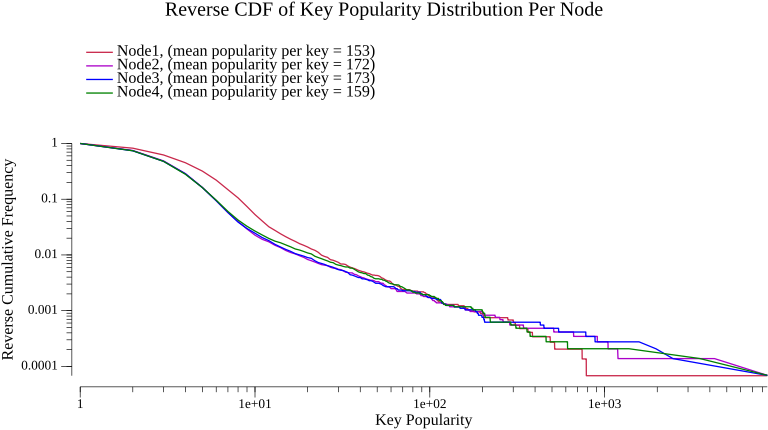 Reverse CDF of Key Popularity Distribution Per Node
Node1, (mean popularity per key = 153)
Node2, (mean popularity per key = 172)
Node3, (mean popularity per key = 173)
Node4, (mean popularity per key = 159)
Reverse Cumulative Frequency
1
0.1
0.01
0.001
0.0001
1
1e+01
1e+02
1e+03
Key Popularity